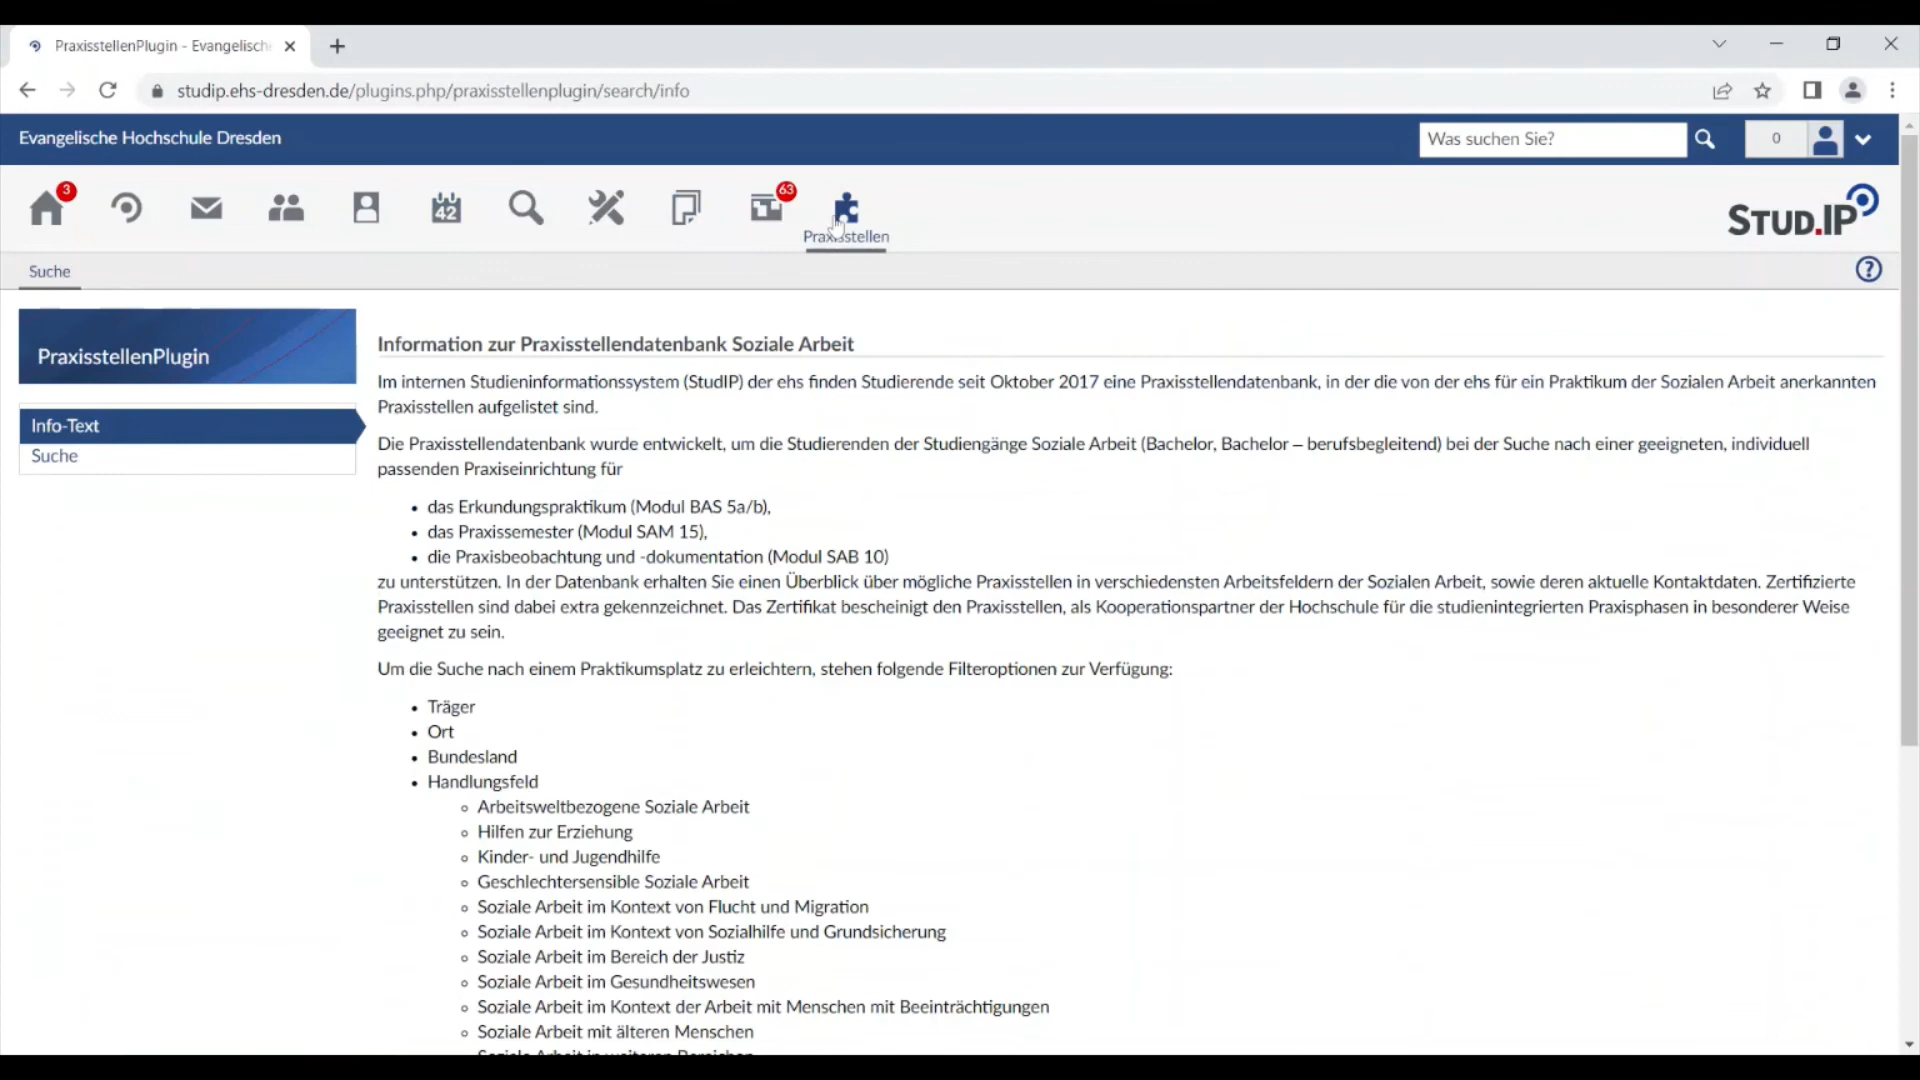 PraxisstellenPlugin - Evangelisch
studip.ehs-dresden.de/plugins.php/praxisstellenplugin/search/info
Evangelische Hochschule Dresden
Was suchen Sie?
0
3
42
63
Praxisstellen
STUD.IP
Suche
?
PraxisstellenPlugin
Info-Text
Suche
Information zur Praxisstellendatenbank Soziale Arbeit
Im internen Studieninformationssystem (StudIP) der ehs finden Studierende seit Oktober 2017 eine Praxisstellendatenbank, in der die von der ehs für ein Praktikum der Sozialen Arbeit anerkannten
Praxisstellen aufgelistet sind.
Die Praxisstellendatenbank wurde entwickelt, um die Studierenden der Studiengänge Soziale Arbeit (Bachelor, Bachelor – berufsbegleitend) bei der Suche nach einer geeigneten, individuell
passenden Praxiseinrichtung für
• das Erkundungspraktikum (Modul BAS 5a/b),
• das Praxissemester (Modul SAM 15),
• die Praxisbeobachtung und -dokumentation (Modul SAB 10)
zu unterstützen. In der Datenbank erhalten Sie einen Überblick über mögliche Praxisstellen in verschiedensten Arbeitsfeldern der Sozialen Arbeit, sowie deren aktuelle Kontaktdaten. Zertifizierte
Praxisstellen sind dabei extra gekennzeichnet. Das Zertifikat bescheinigt den Praxisstellen, als Kooperationspartner der Hochschule für die studienintegrierten Praxisphasen in besonderer Weise
geeignet zu sein.
Um die Suche nach einem Praktikumsplatz zu erleichtern, stehen folgende Filteroptionen zur Verfügung:
• Träger
• Ort
• Bundesland
• Handlungsfeld
◦ Arbeitsweltbezogene Soziale Arbeit
◦ Hilfen zur Erziehung
◦ Kinder- und Jugendhilfe
◦ Geschlechtersensible Soziale Arbeit
◦ Soziale Arbeit im Kontext von Flucht und Migration
◦ Soziale Arbeit im Kontext von Sozialhilfe und Grundsicherung
◦ Soziale Arbeit im Bereich der Justiz
◦ Soziale Arbeit im Gesundheitswesen
◦ Soziale Arbeit im Kontext der Arbeit mit Menschen mit Beeinträchtigungen
◦ Soziale Arbeit mit älteren Menschen
◦ Soziale Arbeit in weiteren Bereichen